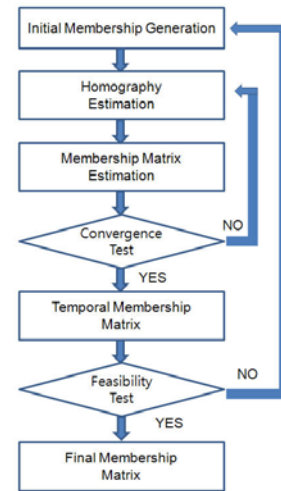 Initial Membership Generation
Homography
Estimation
Membership Matrix
Estimation
Convergence
Test
NO
YES
Temporal Membership
Matrix
Feasibility
Test
NO
YES
Final Membership
Matrix